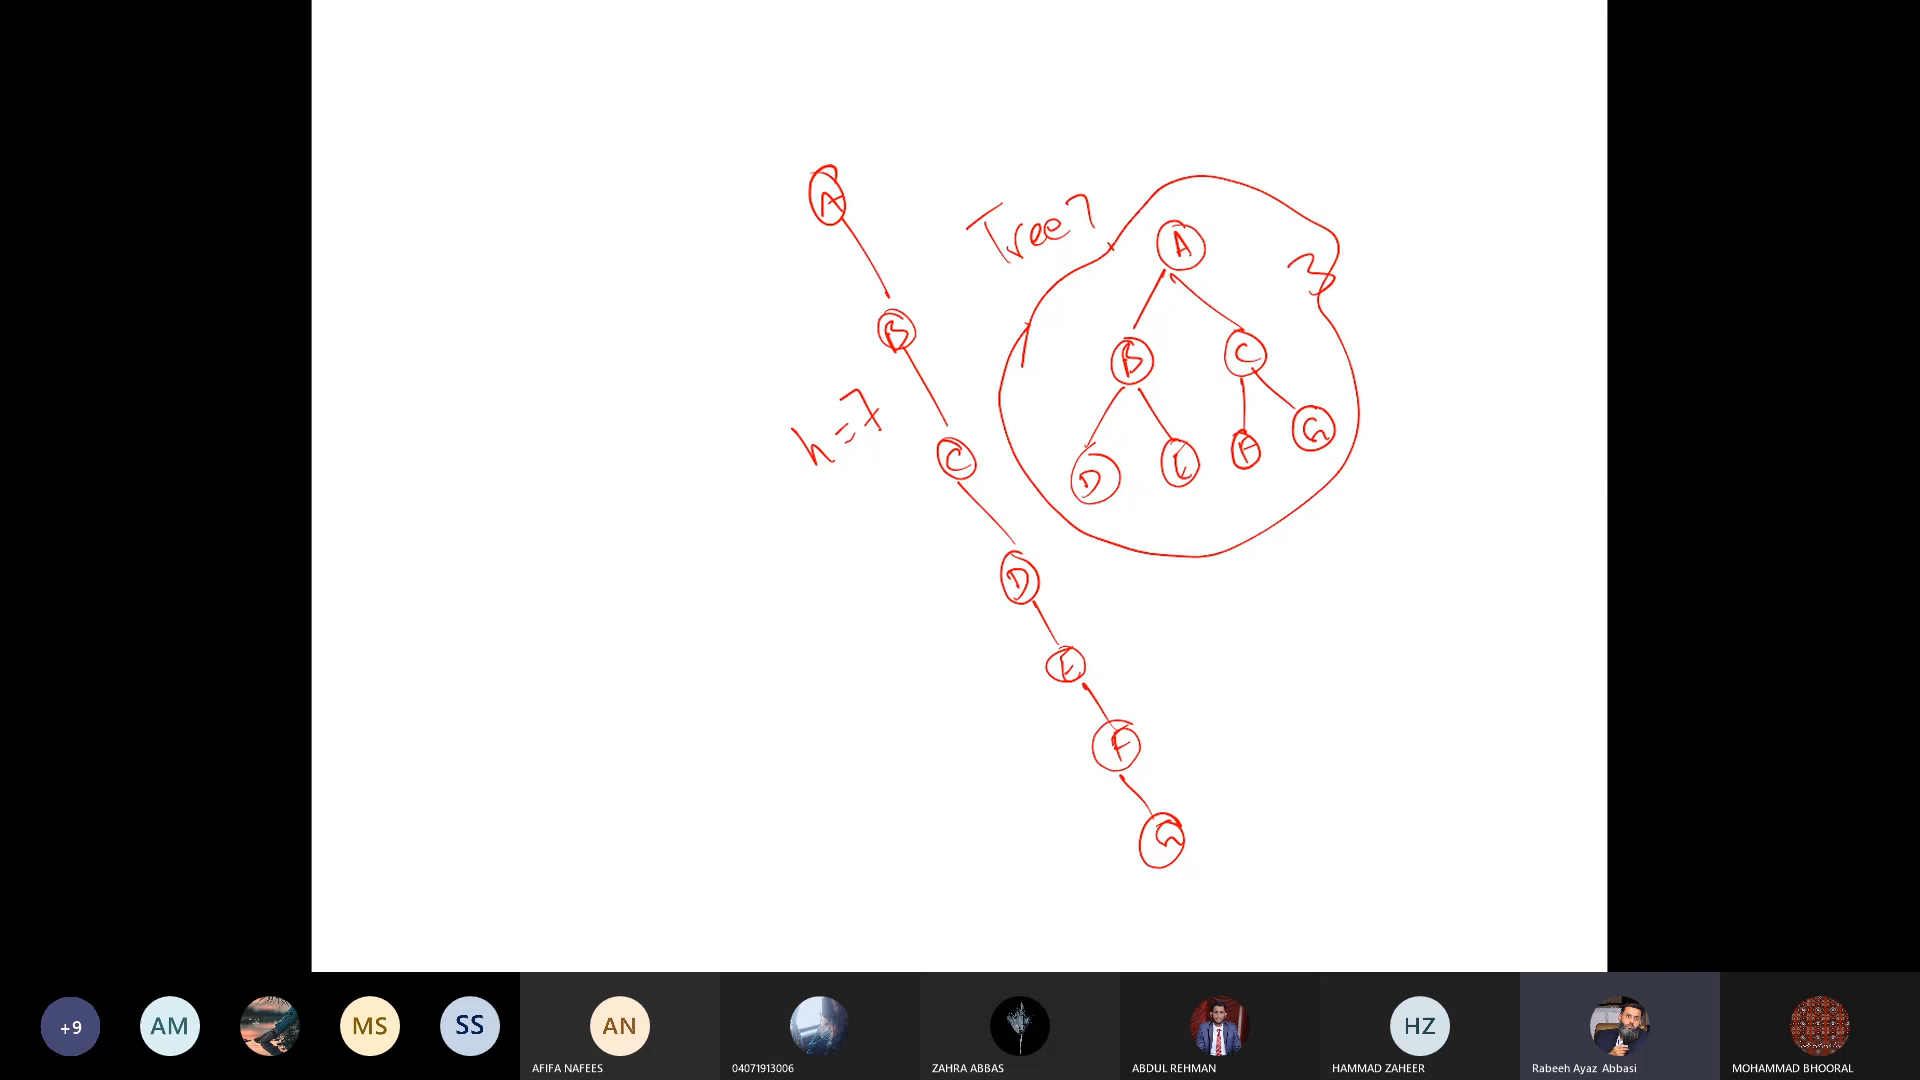 A
Tree 7
A
3
B
B
C
h=7
C
D
E
F
G
D
E
F
G
+9
AM
MS
SS
AN
HZ
AFIFA NAFEES
04071913006
ZAHRA ABBAS
ABDUL REHMAN
HAMMAD ZAHEER
Rabeeh Ayaz Abbasi
MOHAMMAD BHOORAL